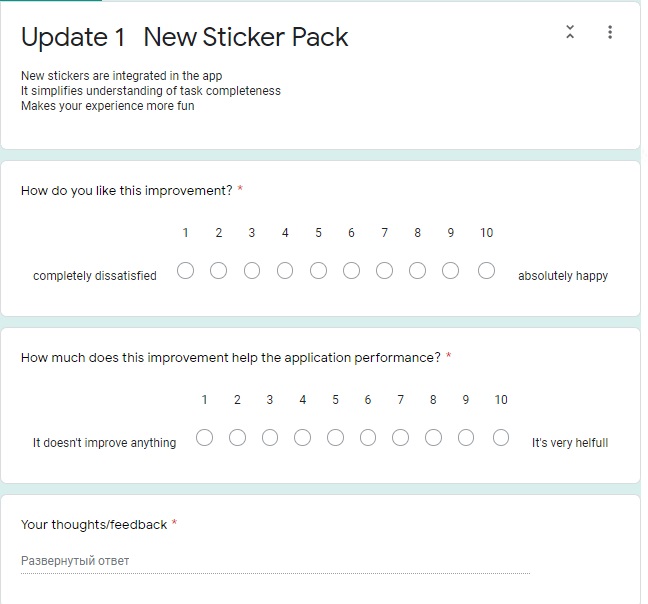 Update 1 New Sticker Pack
New stickers are integrated in the app
It simplifies understanding of task completeness
Makes your experience more fun
How do you like this improvement? *
1 2 3 4 5 6 7 8 9 10
completely dissatisfied absolutely happy
How much does this improvement help the application performance? *
1 2 3 4 5 6 7 8 9 10
It doesn't improve anything It's very helfull
Your thoughts/feedback *
Развернутый ответ